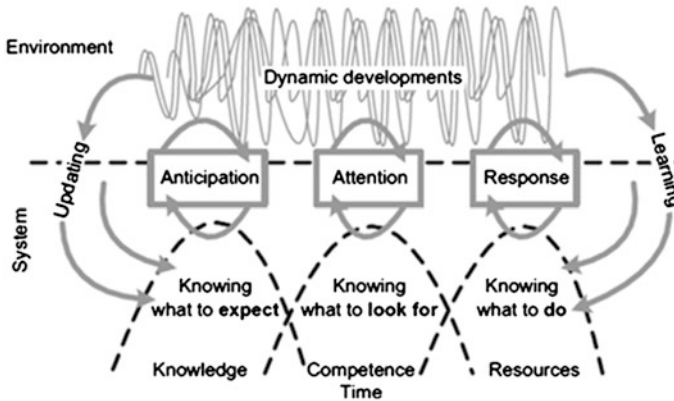 Environment
Dynamic developments
Updating
Learning
Anticipation
Attention
Response
System
Knowing
what to expect
Knowing
what to look for
Knowing
what to do
Knowledge
Competence
Resources
Time